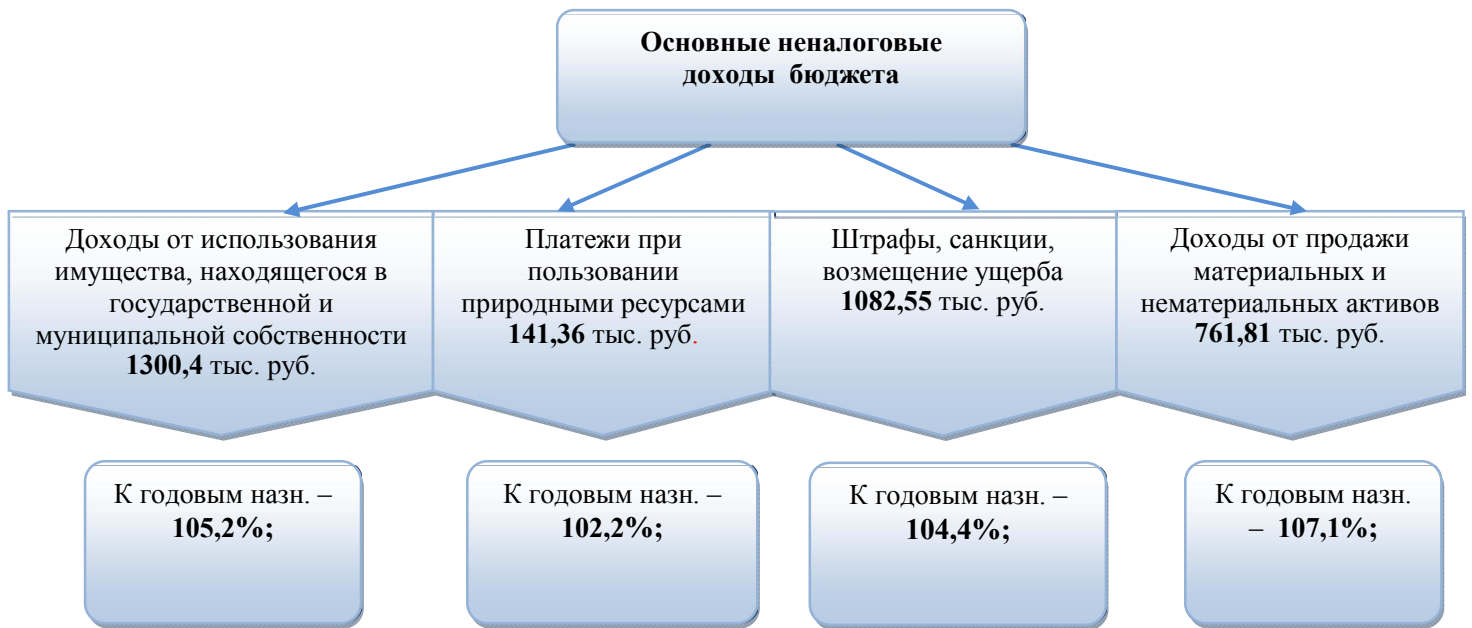 Основные неналоговые
доходы бюджета
Доходы от использования
имущества, находящегося в
государственной и
муниципальной собственности
1300,4 тыс. руб.
Платежи при
пользовании
природными ресурсами
141,36 тыс. руб.
Штрафы, санкции,
возмещение ущерба
1082,55 тыс. руб.
Доходы от продажи
материальных и
нематериальных активов
761,81 тыс. руб.
К годовым назн. –
105,2%;
К годовым назн. –
102,2%;
К годовым назн. –
104,4%;
К годовым назн.
– 107,1%;